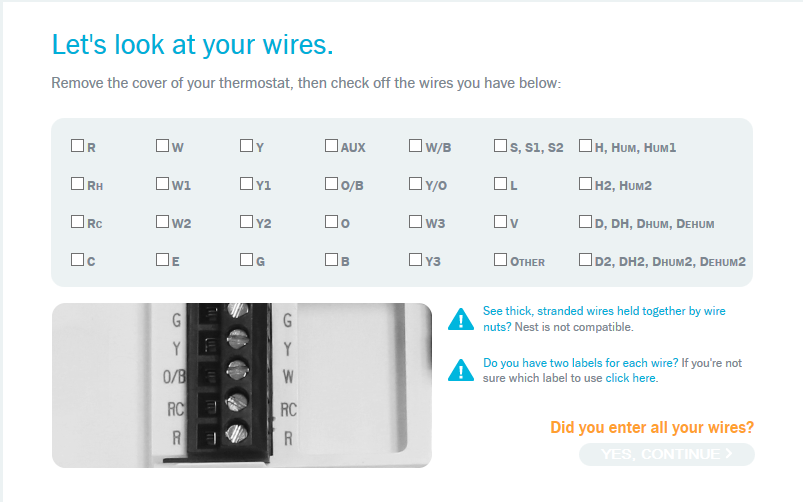 Let's look at your wires.
Remove the cover of your thermostat, then check off the wires you have below:
R W Y AUX W/B S, S1, S2 H, HUM, HUM1
RH W1 Y1 O/B Y/O L H2, HUM2
RC W2 Y2 O W3 V D, DH, DHUM, DEHUM
C E G B Y3 OTHER D2, DH2, DHUM2, DEHUM2
G G
Y Y
O/B W
RC RC
R R
See thick, stranded wires held together by wire
nuts? Nest is not compatible.
Do you have two labels for each wire? If you're not
sure which label to use click here.
Did you enter all your wires?
YES, CONTINUE >